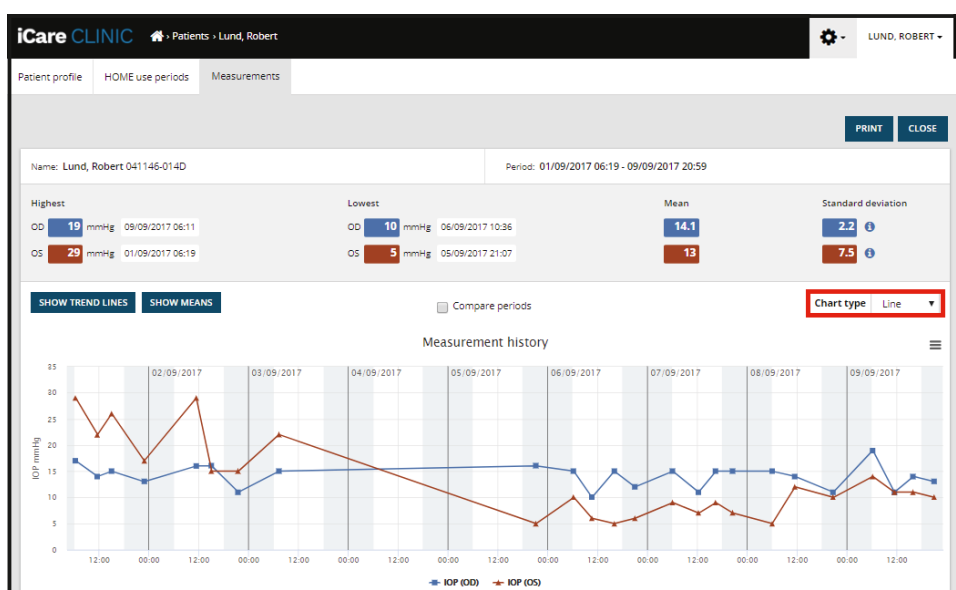 iCare CLINIC › Patients › Lund, Robert LUND, ROBERT
Patient profile HOME use periods Measurements
PRINT CLOSE
Name: Lund, Robert 041146-014D Period: 01/09/2017 06:19 - 09/09/2017 20:59
Highest Lowest Mean Standard deviation
OD 19 mmHg 09/09/2017 06:11 OD 10 mmHg 06/09/2017 10:36 14.1 2.2
OS 29 mmHg 01/09/2017 06:19 OS 5 mmHg 05/09/2017 21:07 13 7.5
SHOW TREND LINES SHOW MEANS Compare periods Chart type Line
Measurement history
35 02/09/2017 03/09/2017 04/09/2017 05/09/2017 06/09/2017 07/09/2017 08/09/2017 09/09/2017
30
25
20
IOP mmHg
15
10
5
0
12:00 00:00 12:00 00:00 12:00 00:00 12:00 00:00 12:00 00:00 12:00 00:00 12:00 00:00 12:00 00:00 12:00
IOP (OD) IOP (OS)